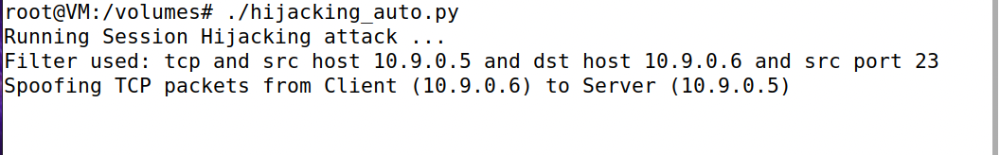 root@VM:/volumes# ./hijacking_auto.py
Running Session Hijacking attack ...
Filter used: tcp and src host 10.9.0.5 and dst host 10.9.0.6 and src port 23
Spoofing TCP packets from Client (10.9.0.6) to Server (10.9.0.5)